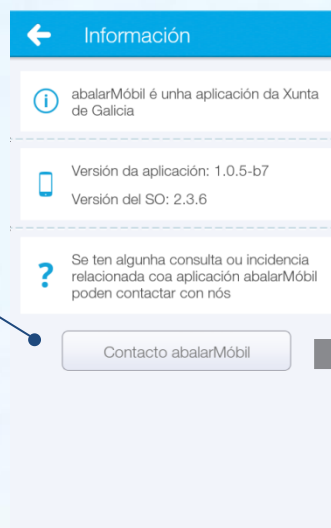 Información
abalarMóbil é unha aplicación da Xunta
de Galicia
Versión da aplicación: 1.0.5-b7
Versión del SO: 2.3.6
?
Se ten algunha consulta ou incidencia
relacionada coa aplicación abalarMóbil
poden contactar con nós
Contacto abalarMóbil